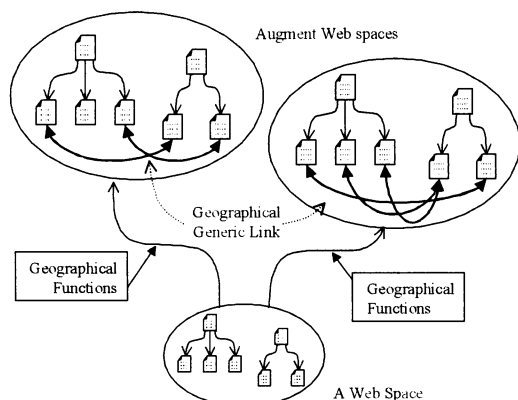 Augment Web spaces
Geographical
Generic Link
Geographical
Functions
Geographical
Functions
A Web Space